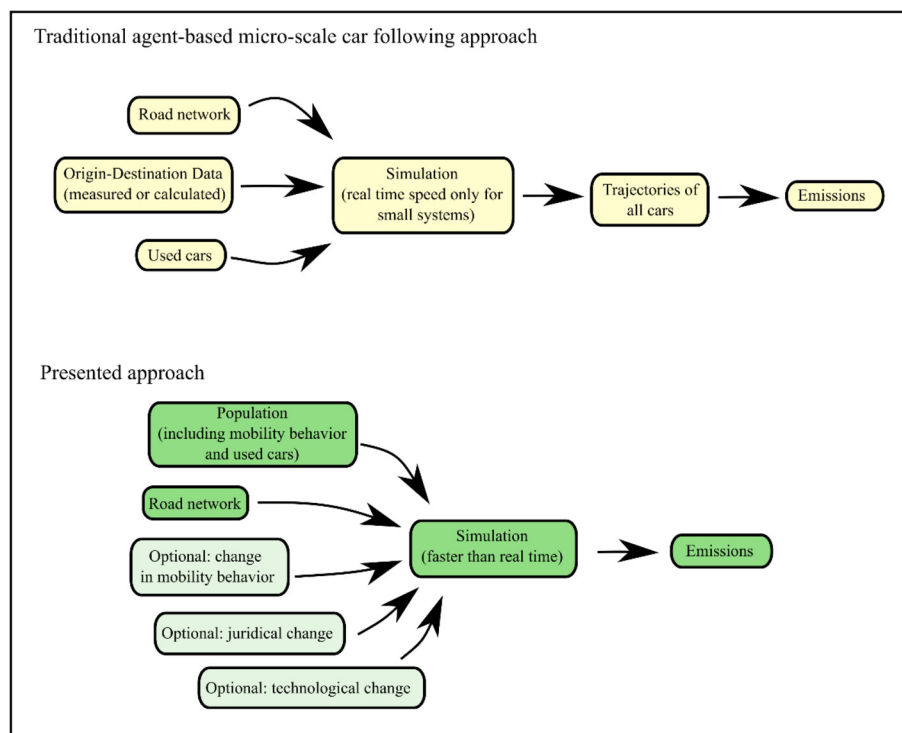 Traditional agent-based micro-scale car following approach
Road network
Origin-Destination Data
(measured or calculated)
Used cars
Simulation
(real time speed only for
small systems)
Trajectories of
all cars
Emissions
Presented approach
Population
(including mobility behavior
and used cars)
Road network
Optional: change
in mobility behavior
Optional: juridical change
Optional: technological change
Simulation
(faster than real time)
Emissions